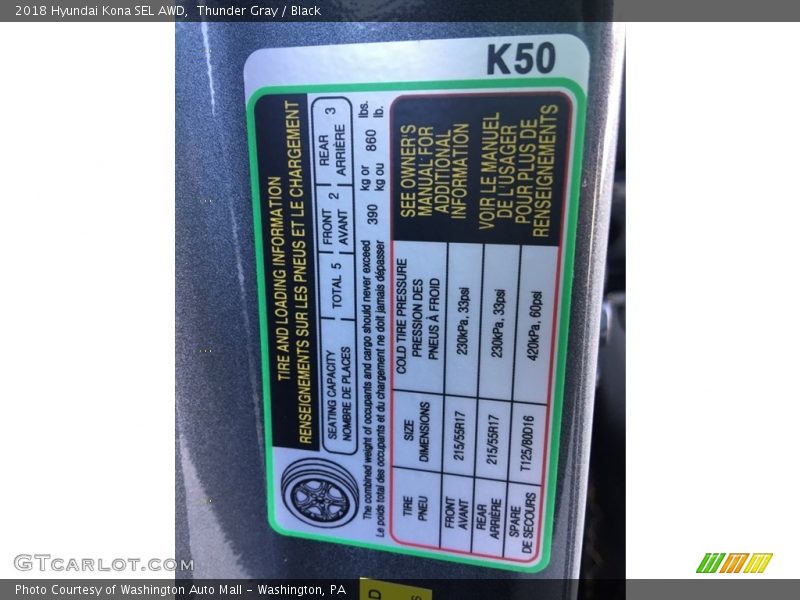 2018 Hyundai Kona SEL AWD,  Thunder Gray / Black
K50
TIRE AND LOADING INFORMATION
RENSEIGNEMENTS SUR LES PNEUS ET LE CHARGEMENT
SEATING CAPACITY
NOMBRE DE PLACES
TOTAL 5
FRONT
AVANT
2
REAR
ARRIÈRE
3
The combined weight of occupants and cargo should never exceed 390 kg or 860 lbs.
Le poids total des occupants et du chargement ne doit jamais dépasser kg ou lb.
TIRE
PNEU
SIZE
DIMENSIONS
COLD TIRE PRESSURE
PRESSION DES
PNEUS À FROID
FRONT
AVANT
215/55R17
230kPa, 33psi
REAR
ARRIÈRE
215/55R17
230kPa, 33psi
SPARE
DE SECOURS
T125/80D16
420kPa, 60psi
SEE OWNER'S
MANUAL FOR
ADDITIONAL
INFORMATION
VOIR LE MANUEL
DE L'USAGER
POUR PLUS DE
RENSEIGNEMENTS
GTCarlot.com
Photo Courtesy of Washington Auto Mall - Washington, PA